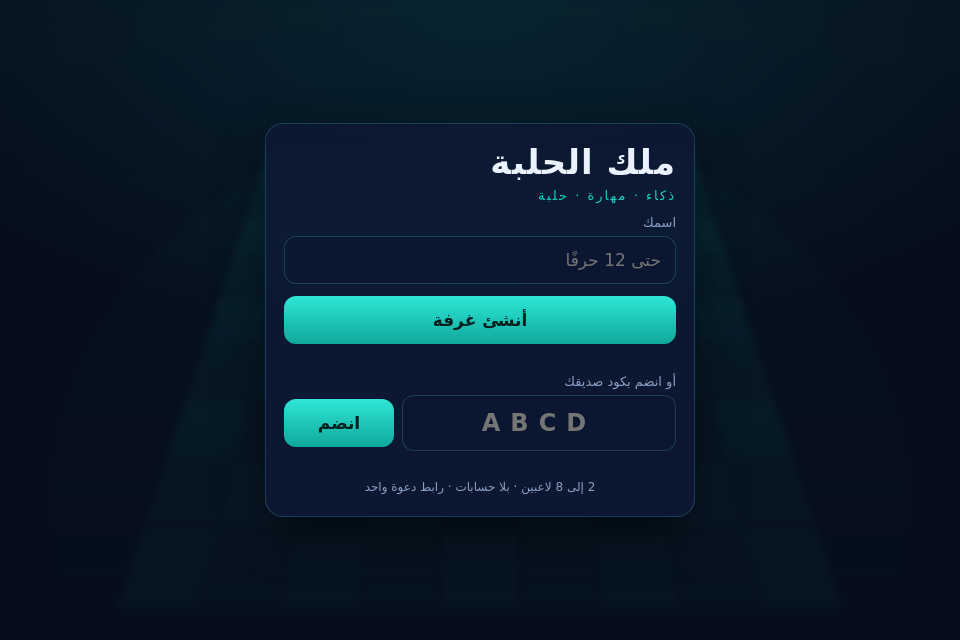 ملك الحلبة
ذكاء · مهارة · حلبة
اسمك
حتى 12 حرفًا
أنشئ غرفة
أو انضم بكود صديقك
ABCD
انضم
2 إلى 8 لاعبين · بلا حسابات · رابط دعوة واحد